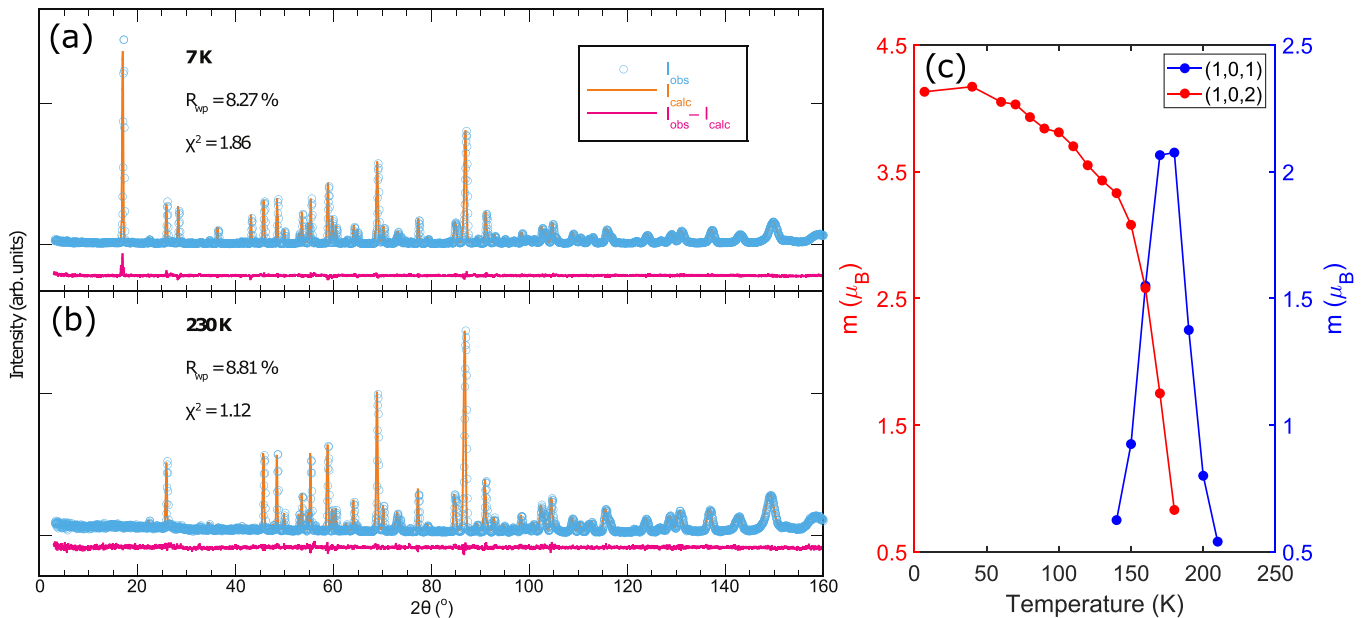 (a)
7K
R_wp = 8.27 %
χ² = 1.86
I_obs
I_calc
I_obs – I_calc
(b)
230K
R_wp = 8.81 %
χ² = 1.12
Intensity (arb. units)
0 20 40 60 80 100 120 140 160
2θ (°)
(c)
(1,0,1)
(1,0,2)
4.5
3.5
2.5
1.5
0.5
m (μ_B)
2.5
2
1.5
1
0.5
m (μ_B)
0 50 100 150 200 250
Temperature (K)